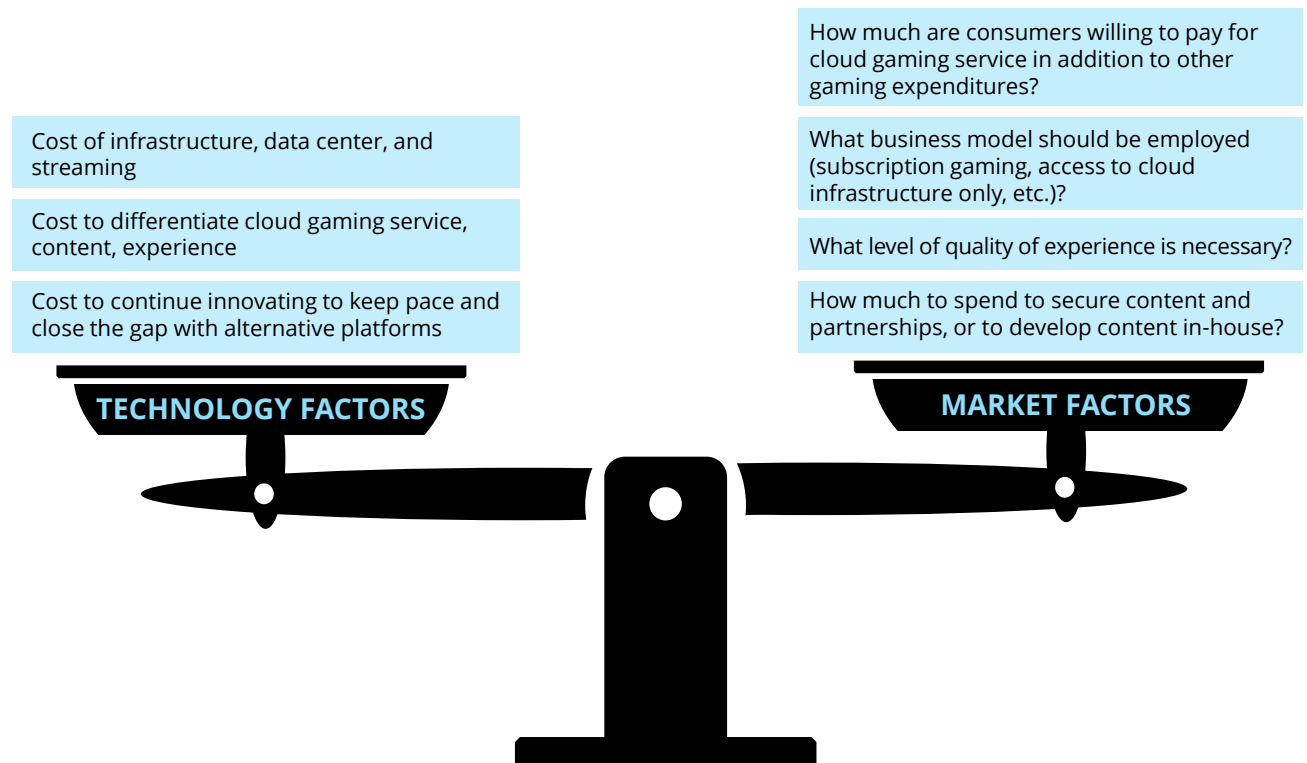 Cost of infrastructure, data center, and
streaming
Cost to differentiate cloud gaming service,
content, experience
Cost to continue innovating to keep pace and
close the gap with alternative platforms
TECHNOLOGY FACTORS
How much are consumers willing to pay for
cloud gaming service in addition to other
gaming expenditures?
What business model should be employed
(subscription gaming, access to cloud
infrastructure only, etc.)?
What level of quality of experience is necessary?
How much to spend to secure content and
partnerships, or to develop content in-house?
MARKET FACTORS